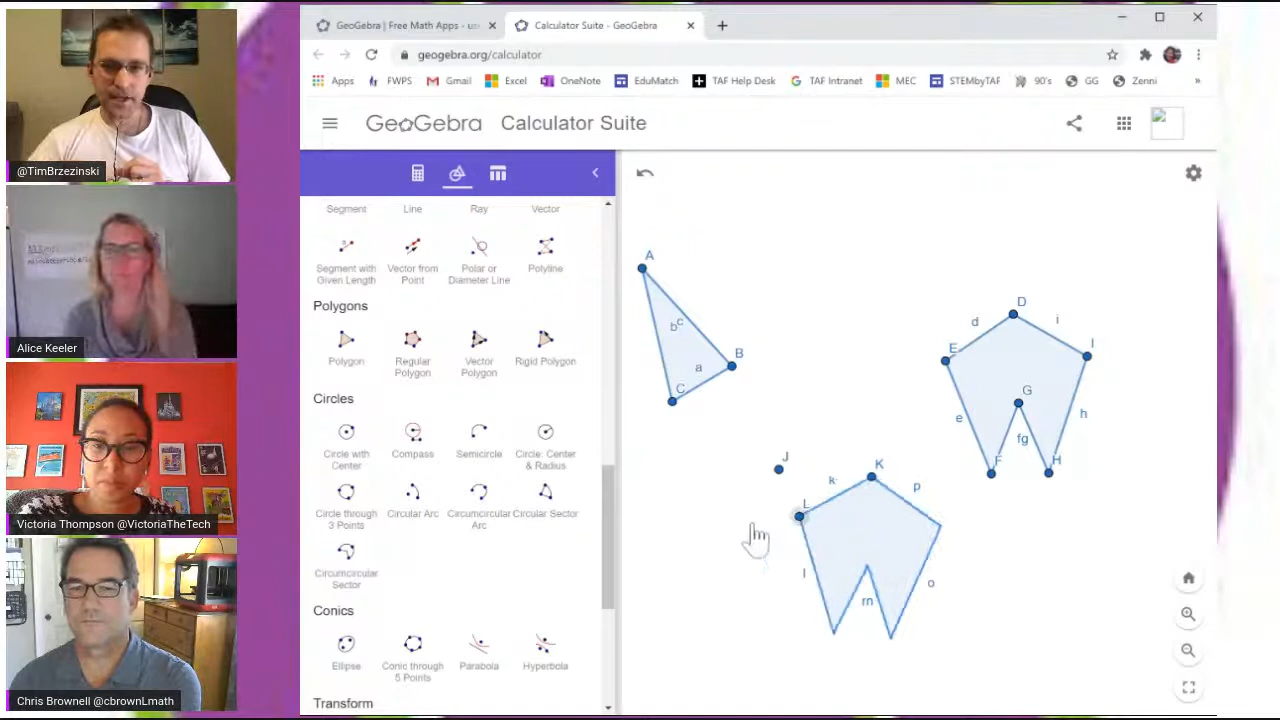 @TimBrzezinski
Alice Keeler
Victoria Thompson @VictoriaTheTech
Chris Brownell @cbrownLmath
GeoGebra | Free Math Apps - us
Calculator Suite - GeoGebra
geogebra.org/calculator
Apps FWPS Gmail Excel OneNote EduMatch TAF Help Desk TAF Intranet MEC STEMbyTAF 90's GG Zenni »
GeoGebra Calculator Suite
Segment Line Ray Vector
Segment with Given Length
Vector from Point
Polar or Diameter Line
Polyline
Polygons
Polygon
Regular Polygon
Vector Polygon
Rigid Polygon
Circles
Circle with Center
Compass
Semicircle
Circle: Center & Radius
Circle through 3 Points
Circular Arc
Circumcircular Arc
Circular Sector
Circumcircular Sector
Conics
Ellipse
Conic through 5 Points
Parabola
Hyperbola
Transform
A
b c
B
a
C
D
d i
E I
G
e h
fg
F H
J
K
k p
L
l
rn
o